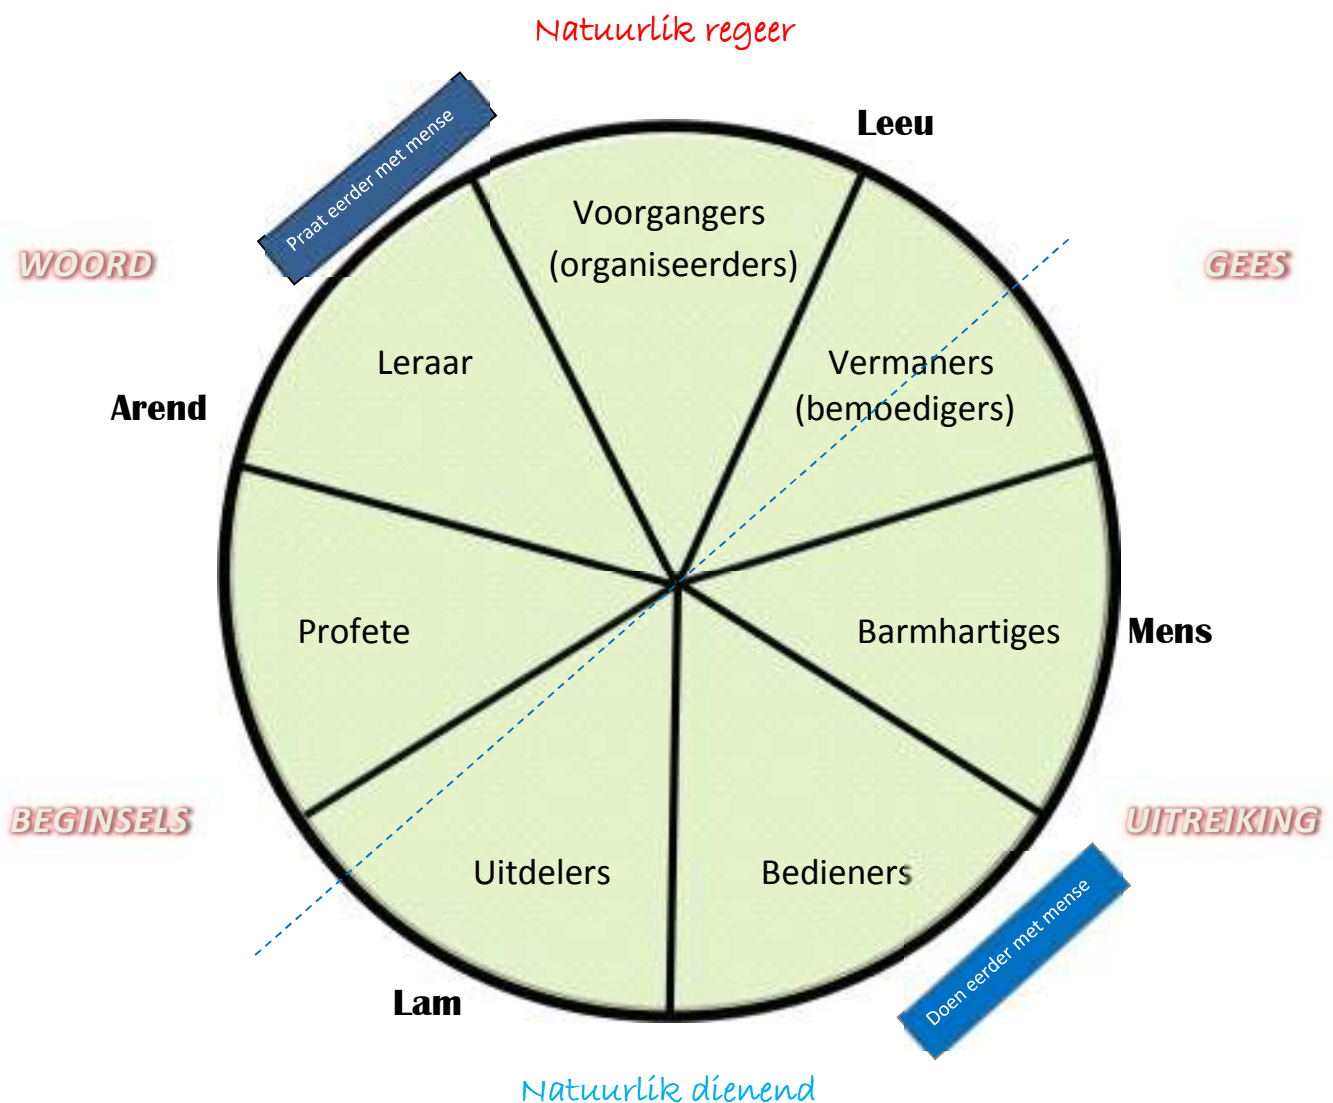 Natuurlik regeer
Praat eerder met mense
Leeu
Voorgangers
(organiseerders)
WOORD
GEES
Leraar
Vermaners
(bemoedigers)
Arend
Profete
Barmhartiges
Mens
BEGINSELS
UITREIKING
Uitdelers
Bedieners
Doen eerder met mense
Lam
Natuurlik dienend